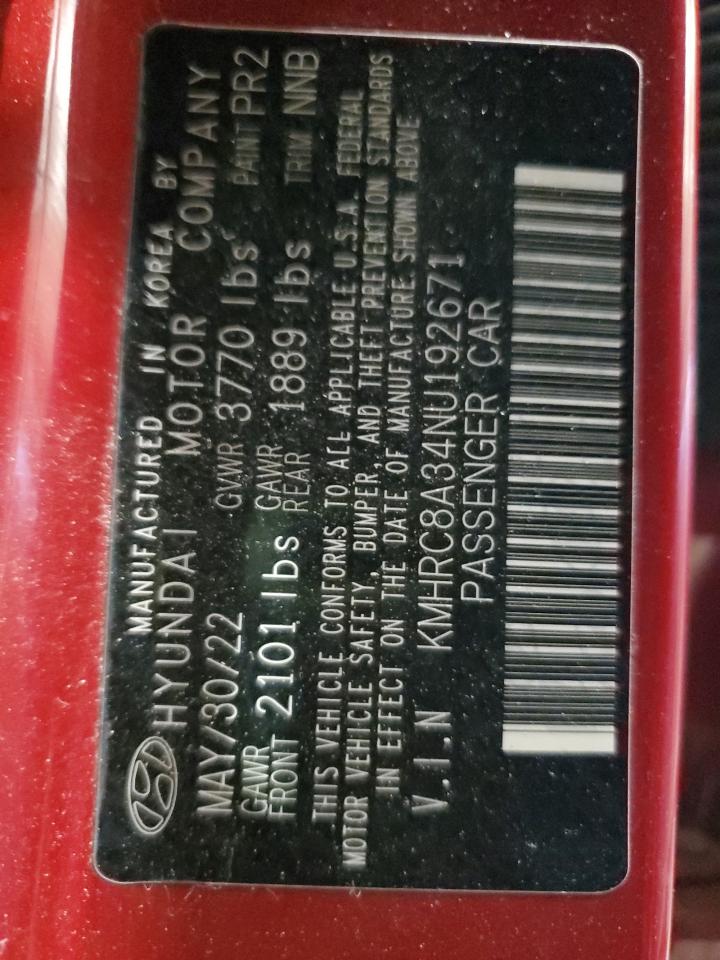 MANUFACTURED IN KOREA BY
HYUNDAI MOTOR COMPANY
MAY/30/22 GVWR 3770 lbs PAINT PR2
GAWR FRONT 2101 lbs GAWR REAR 1889 lbs TRIM NNB
THIS VEHICLE CONFORMS TO ALL APPLICABLE U.S.A. FEDERAL
MOTOR VEHICLE SAFETY, BUMPER, AND THEFT PREVENTION STANDARDS
IN EFFECT ON THE DATE OF MANUFACTURE SHOWN ABOVE
V.I.N KMHRC8A34NU192671
PASSENGER CAR